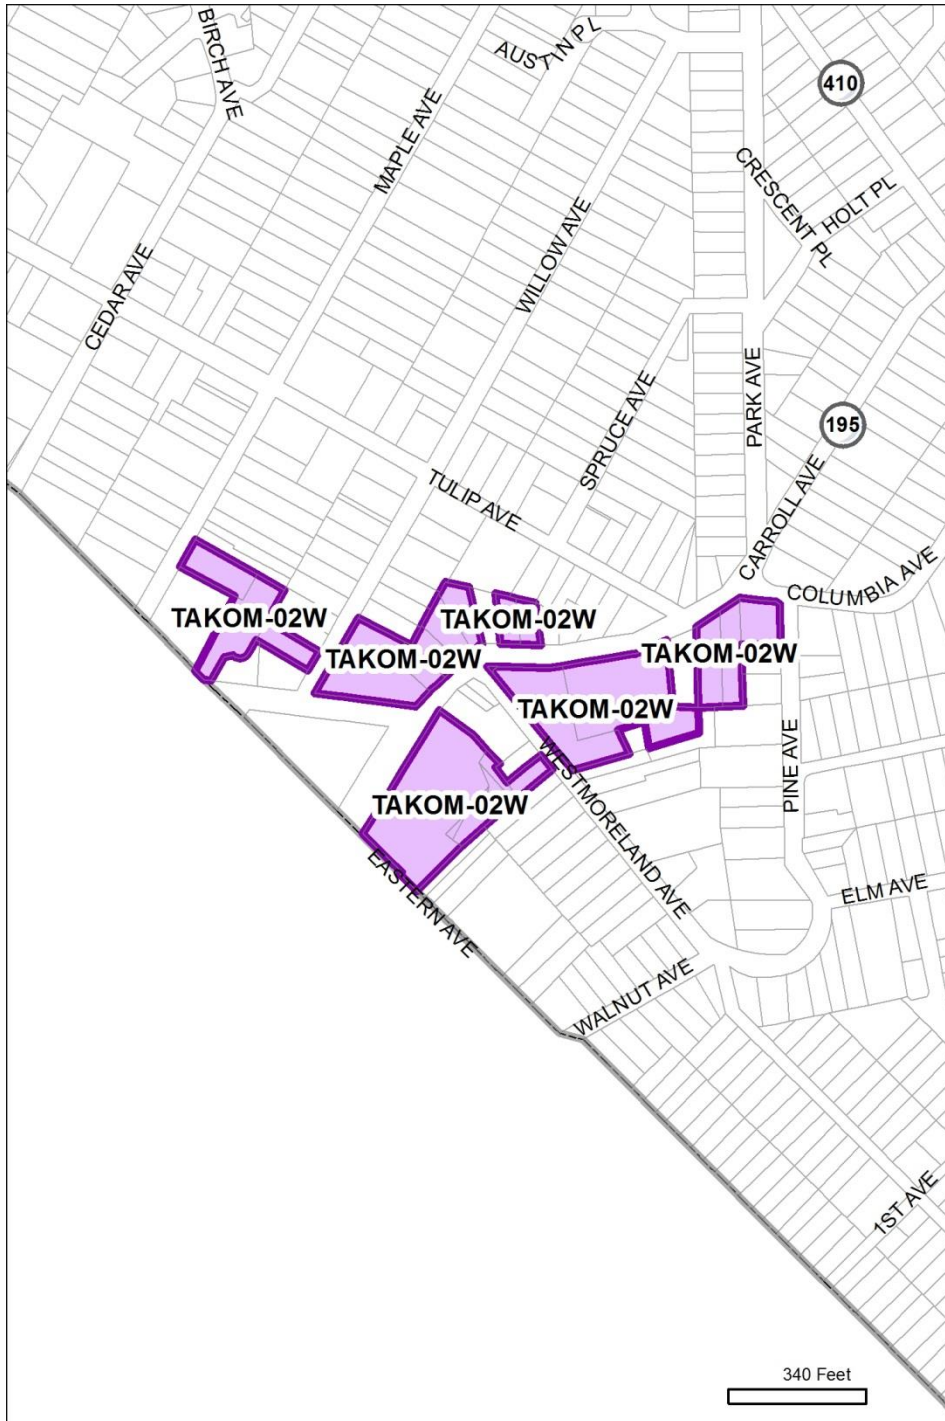 BIRCH AVE
AUSTIN PL
410
MAPLE AVE
CRESCENT PL
HOLT PL
WILLOW AVE
CEDAR AVE
PARK AVE
SPRUCE AVE
195
TULIP AVE
CARROLL AVE
COLUMBIA AVE
TAKOM-02W
TAKOM-02W
TAKOM-02W
TAKOM-02W
TAKOM-02W
TAKOM-02W
WESTMORELAND AVE
PINE AVE
EASTERN AVE
ELM AVE
WALNUT AVE
1ST AVE
340 Feet